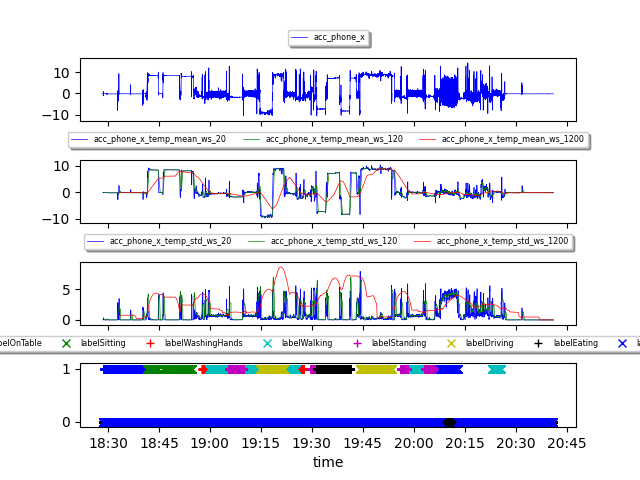 acc_phone_x
10
0
−10
acc_phone_x_temp_mean_ws_20 acc_phone_x_temp_mean_ws_120 acc_phone_x_temp_mean_ws_1200
10
0
−10
acc_phone_x_temp_std_ws_20 acc_phone_x_temp_std_ws_120 acc_phone_x_temp_std_ws_1200
5
0
elOnTable labelSitting labelWashingHands labelWalking labelStanding labelDriving labelEating
1
0
18:30 18:45 19:00 19:15 19:30 19:45 20:00 20:15 20:30 20:45
time